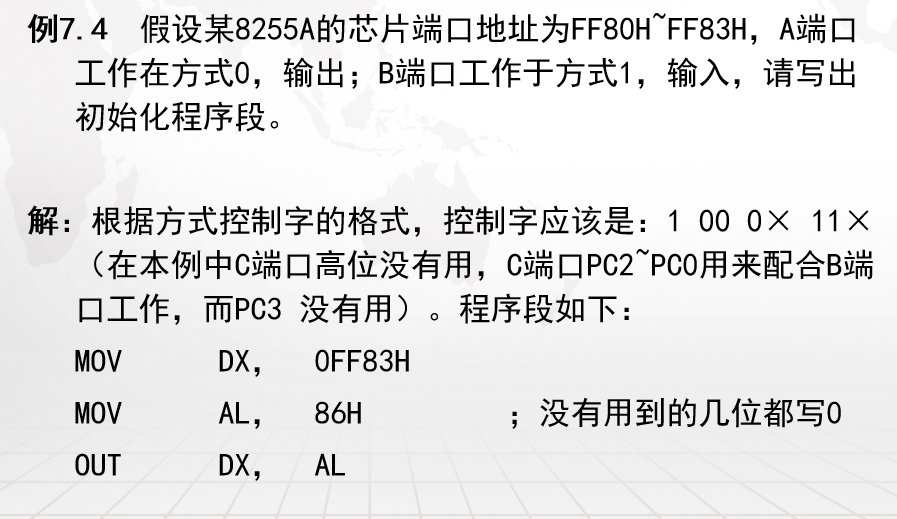 例7.4 假设某8255A的芯片端口地址为FF80H~FF83H，A端口
工作在方式0，输出；B端口工作于方式1，输入，请写出
初始化程序段。
解：根据方式控制字的格式，控制字应该是：1 00 0× 11×
（在本例中C端口高位没有用，C端口PC2~PC0用来配合B端
口工作，而PC3 没有用）。程序段如下：
MOV DX， 0FF83H
MOV AL， 86H ；没有用到的几位都写0
OUT DX， AL